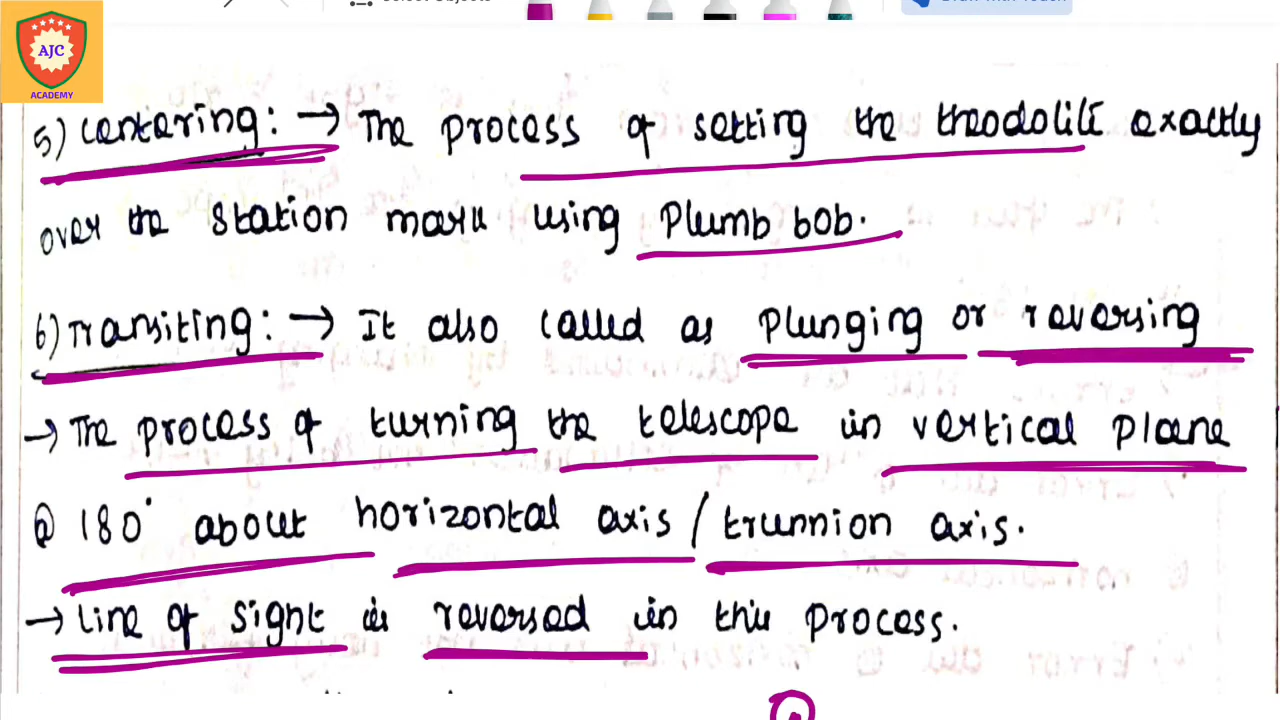 AJC
ACADEMY
5) Centering: → The process of setting the theodolite exactly
over the station mark using Plumb bob.
6) Transiting: → It also called as plunging or reversing
→ The process of turning the telescope in vertical plane
@ 180° about horizontal axis / trunnion axis.
→ Line of sight is reversed in this process.